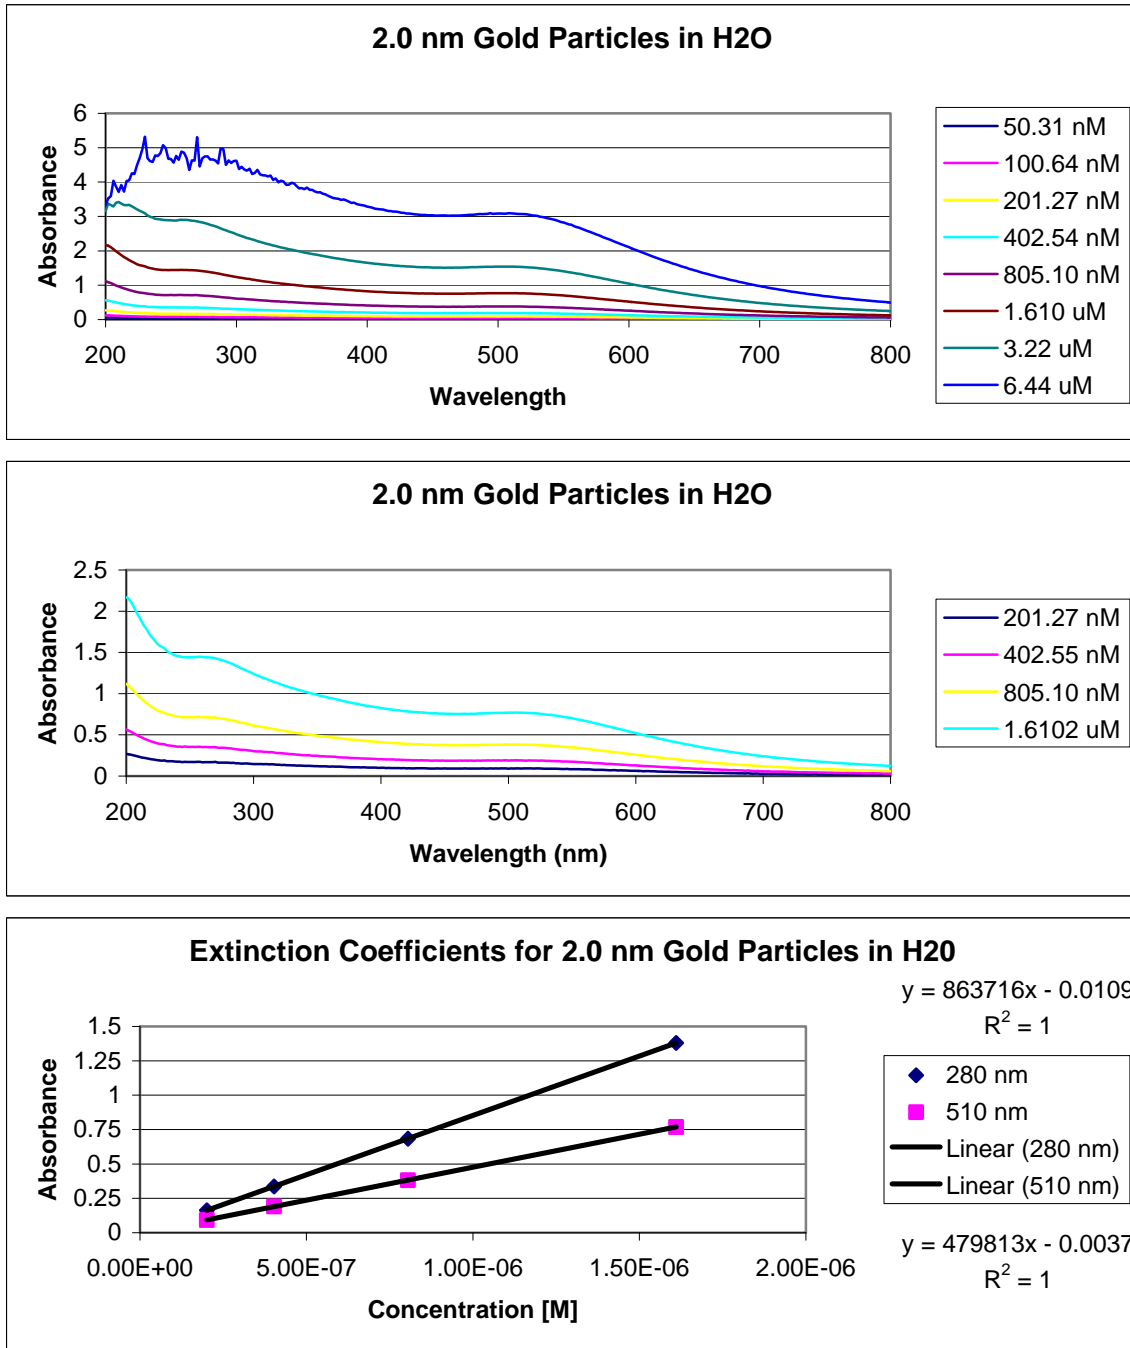 2.0 nm Gold Particles in H2O
6
5
4
3
2
1
0
200 300 400 500 600 700 800
Absorbance
Wavelength
50.31 nM
100.64 nM
201.27 nM
402.54 nM
805.10 nM
1.610 uM
3.22 uM
6.44 uM
2.0 nm Gold Particles in H2O
2.5
2
1.5
1
0.5
0
200 300 400 500 600 700 800
Absorbance
Wavelength (nm)
201.27 nM
402.55 nM
805.10 nM
1.6102 uM
Extinction Coefficients for 2.0 nm Gold Particles in H20
y = 863716x - 0.0109
R² = 1
1.5
1.25
1
0.75
0.5
0.25
0
0.00E+00 5.00E-07 1.00E-06 1.50E-06 2.00E-06
Absorbance
Concentration [M]
280 nm
510 nm
Linear (280 nm)
Linear (510 nm)
y = 479813x - 0.0037
R² = 1